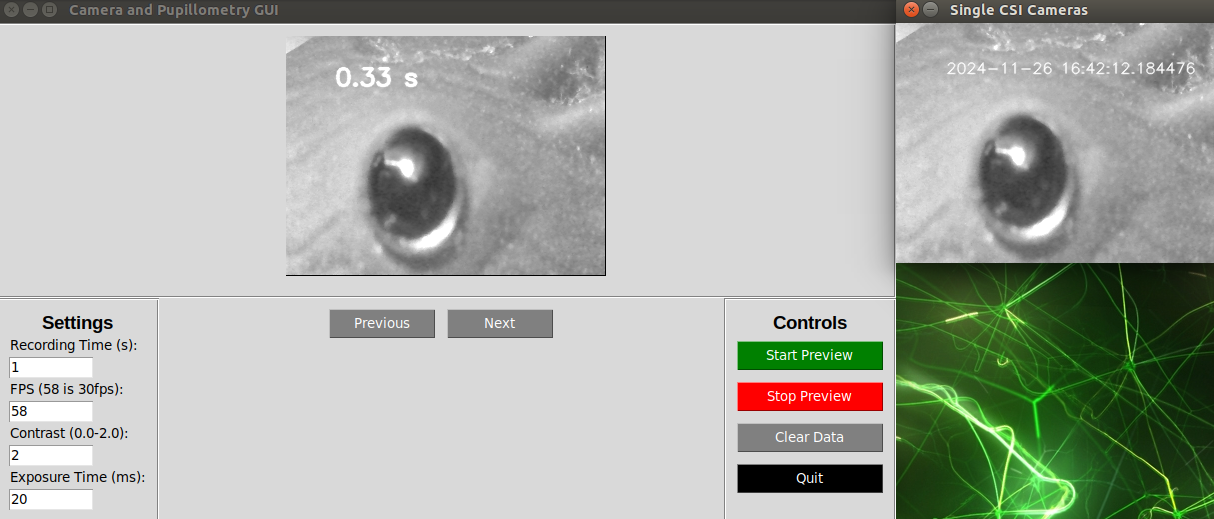 Camera and Pupillometry GUI
0.33 s
Settings
Recording Time (s):
1
FPS (58 is 30fps):
58
Contrast (0.0-2.0):
2
Exposure Time (ms):
20
Previous
Next
Controls
Start Preview
Stop Preview
Clear Data
Quit
Single CSI Cameras
2024-11-26 16:42:12.184476